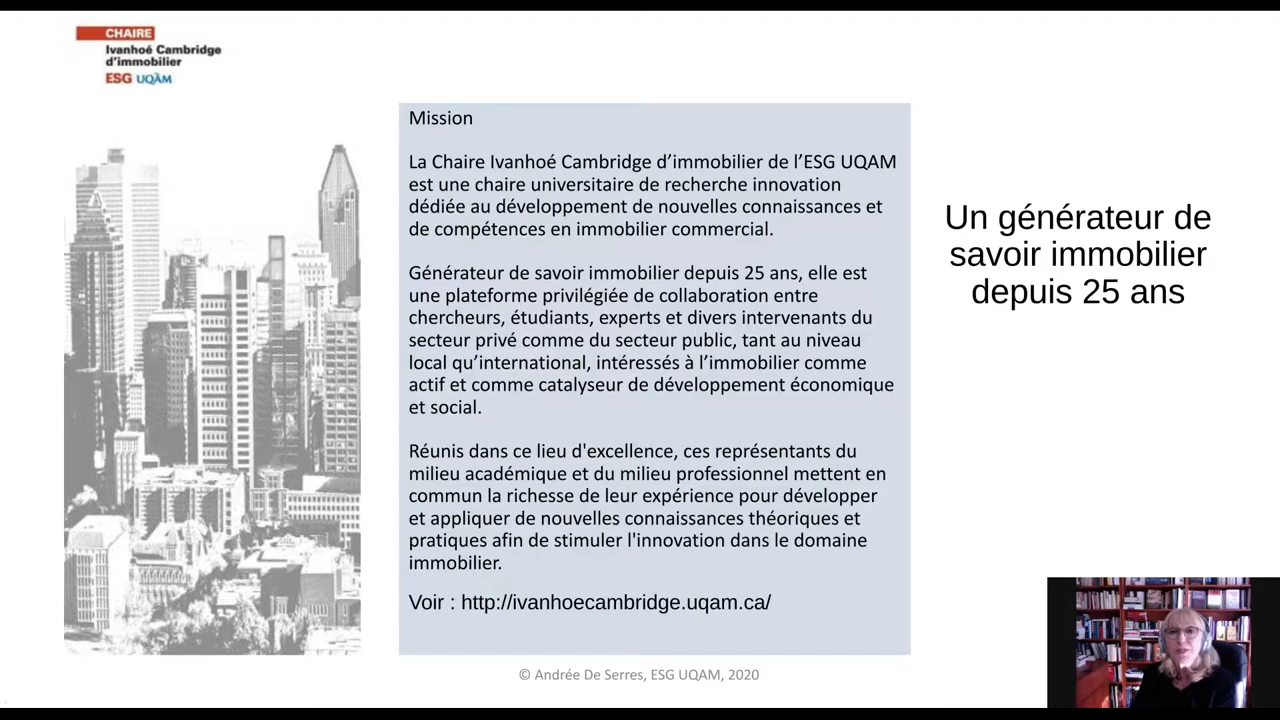 CHAIRE
Ivanhoé Cambridge
d'immobilier
ESG UQÀM
Mission
La Chaire Ivanhoé Cambridge d’immobilier de l’ESG UQAM
est une chaire universitaire de recherche innovation
dédiée au développement de nouvelles connaissances et
de compétences en immobilier commercial.
Générateur de savoir immobilier depuis 25 ans, elle est
une plateforme privilégiée de collaboration entre
chercheurs, étudiants, experts et divers intervenants du
secteur privé comme du secteur public, tant au niveau
local qu’international, intéressés à l’immobilier comme
actif et comme catalyseur de développement économique
et social.
Réunis dans ce lieu d'excellence, ces représentants du
milieu académique et du milieu professionnel mettent en
commun la richesse de leur expérience pour développer
et appliquer de nouvelles connaissances théoriques et
pratiques afin de stimuler l'innovation dans le domaine
immobilier.
Voir : http://ivanhoecambridge.uqam.ca/
Un générateur de
savoir immobilier
depuis 25 ans
© Andrée De Serres, ESG UQAM, 2020